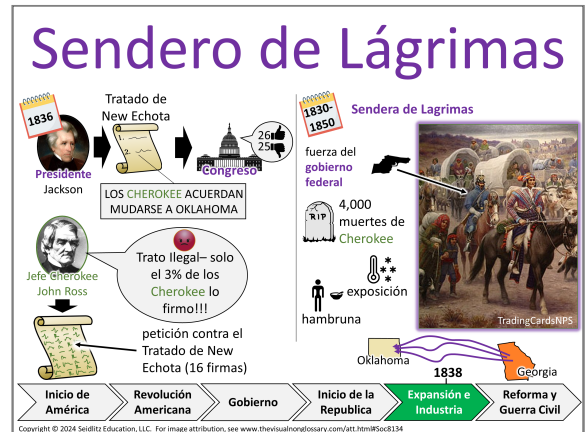 Sendero de Lágrimas
1836
Presidente
Jackson
Tratado de
New Echota
1.
2.
Congreso
26
25
LOS CHEROKEE ACUERDAN
MUDARSE A OKLAHOMA
Jefe Cherokee
John Ross
Trato Ilegal– solo
el 3% de los
Cherokee lo
firmo!!!
petición contra el
Tratado de New
Echota (16 firmas)
1830-
1850
Sendera de Lagrimas
fuerza del
gobierno
federal
RIP
4,000
muertes de
Cherokee
exposición
hambruna
TradingCardsNPS
Oklahoma
Georgia
1838
Inicio de
América
Revolución
Americana
Gobierno
Inicio de la
Republica
Expansión e
Industria
Reforma y
Guerra Civil
Copyright © 2024 Seidlitz Education, LLC. For image attribution, see www.thevisualnonglossary.com/att.html#Soc8134